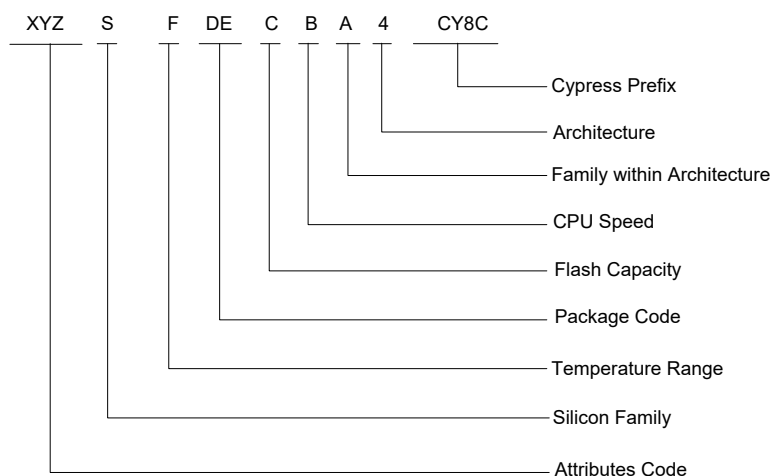 XYZ S F DE C B A 4 CY8C
Cypress Prefix
Architecture
Family within Architecture
CPU Speed
Flash Capacity
Package Code
Temperature Range
Silicon Family
Attributes Code